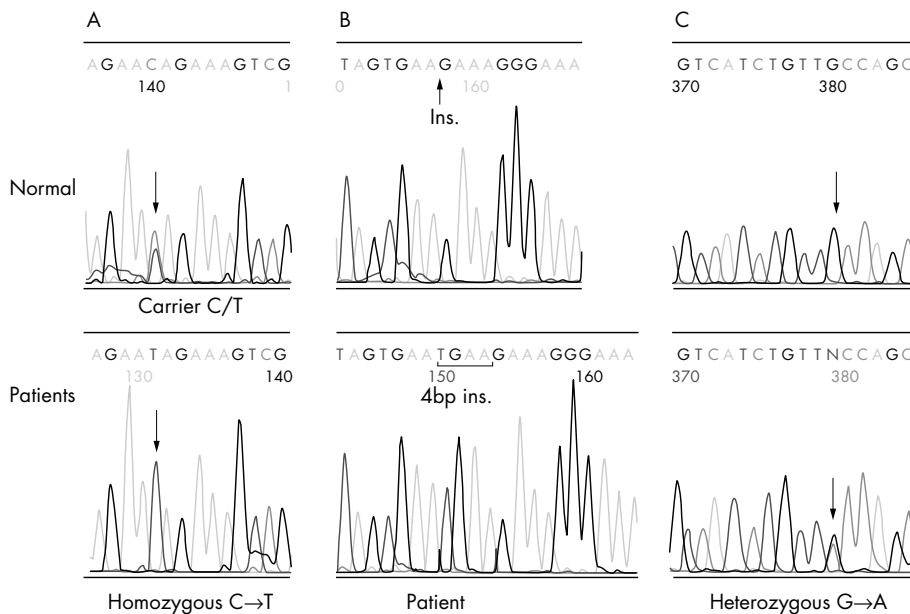 A B C
AGAACAGAAAGTCG TAGTGAAGAAAGGGAAA GTCATCTGTTGCCAGC
140 1 0 160 370 380
Ins.
Normal
Carrier C/T
AGAATAGAAAGTCG TAGTGAATGAAGAAAGGGAAA GTCATCTGTTNCCAGC
130 140 150 160 370 380
Patients 4bp ins.
Homozygous C→T Patient Heterozygous G→A